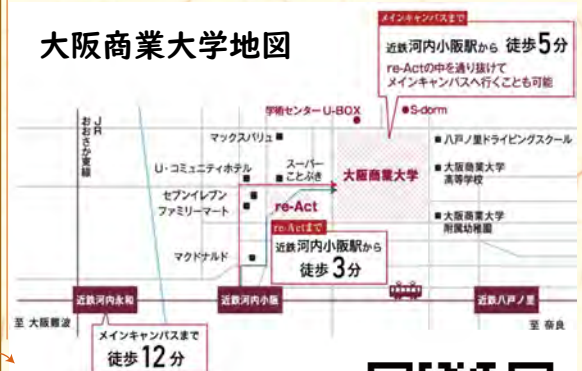 大阪商業大学地図
メインキャンパスまで
近鉄河内小阪駅から 徒歩5分
re-Actの中を通り抜けて
メインキャンパスへ行くことも可能
学術センター U-BOX
S-dorm
JR
おおさか東線
マックスバリュ
八戸ノ里ドライビングスクール
U・コミュニティホテル
スーパー
ことぶき
大阪商業大学
大阪商業大学
高等学校
セブンイレブン
ファミリーマート
re-Act
大阪商業大学
附属幼稚園
re-Actまで
近鉄河内小阪駅から
徒歩3分
マクドナルド
近鉄河内永和
近鉄河内小阪
近鉄八戸ノ里
至 大阪難波
至 奈良
メインキャンパスまで
徒歩12分